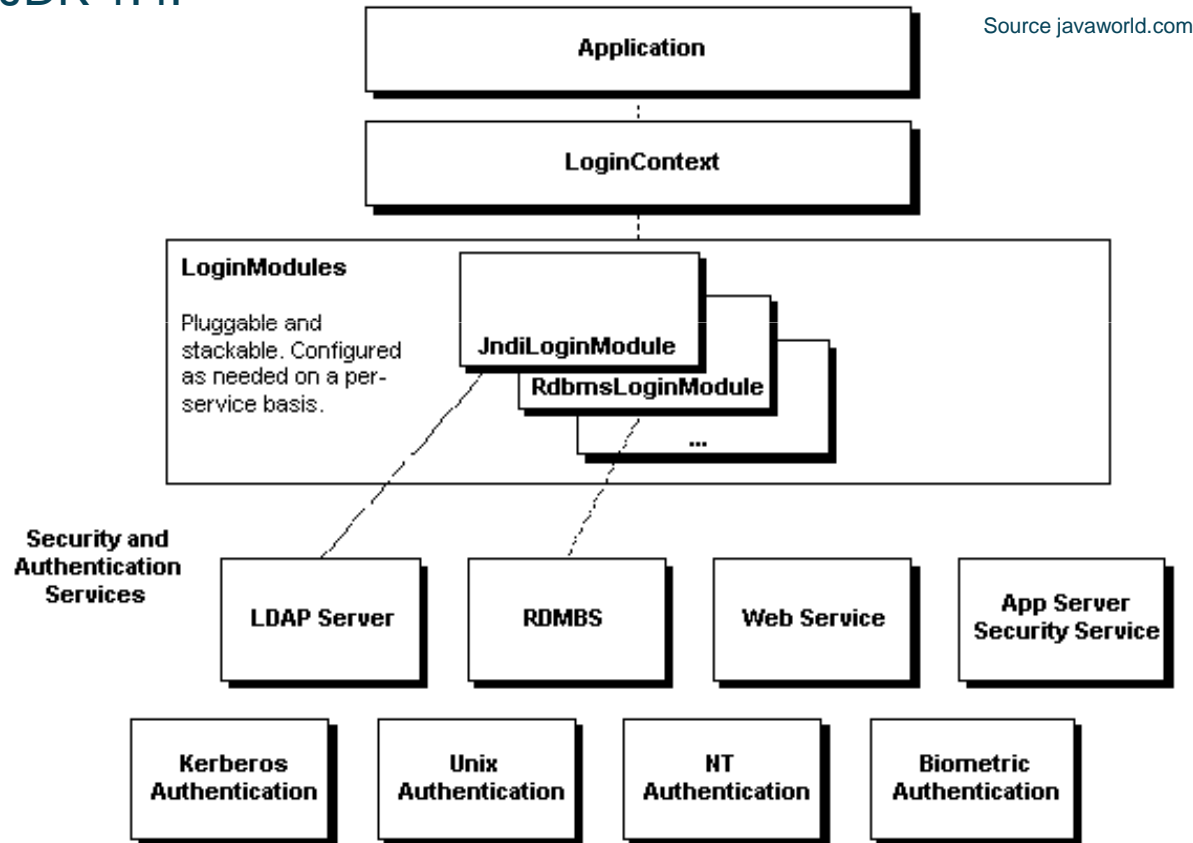 Source javaworld.com
Application
LoginContext
LoginModules
Pluggable and
stackable. Configured
as needed on a per-
service basis.
JndiLoginModule
RdbmsLoginModule
...
Security and
Authentication
Services
LDAP Server
RDMBS
Web Service
App Server
Security Service
Kerberos
Authentication
Unix
Authentication
NT
Authentication
Biometric
Authentication